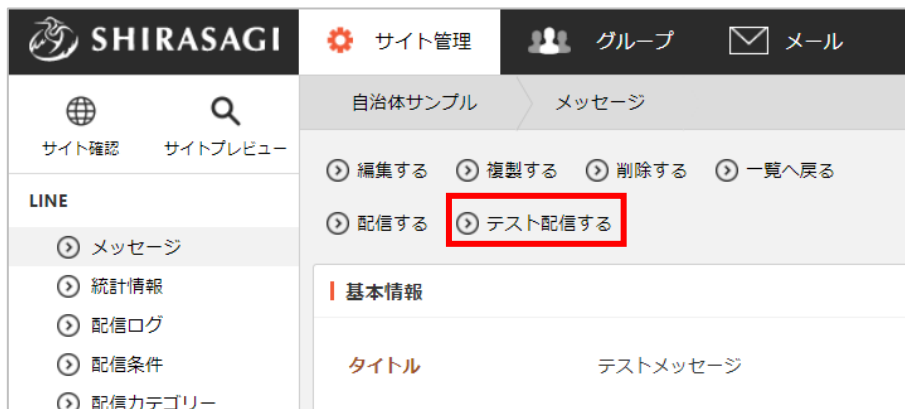 SHIRASAGI
サイト管理 グループ メール
サイト確認 サイトプレビュー
自治体サンプル メッセージ
編集する 複製する 削除する 一覧へ戻る
配信する テスト配信する
LINE
メッセージ
統計情報
配信ログ
配信条件
配信カテゴリー
基本情報
タイトル テストメッセージ